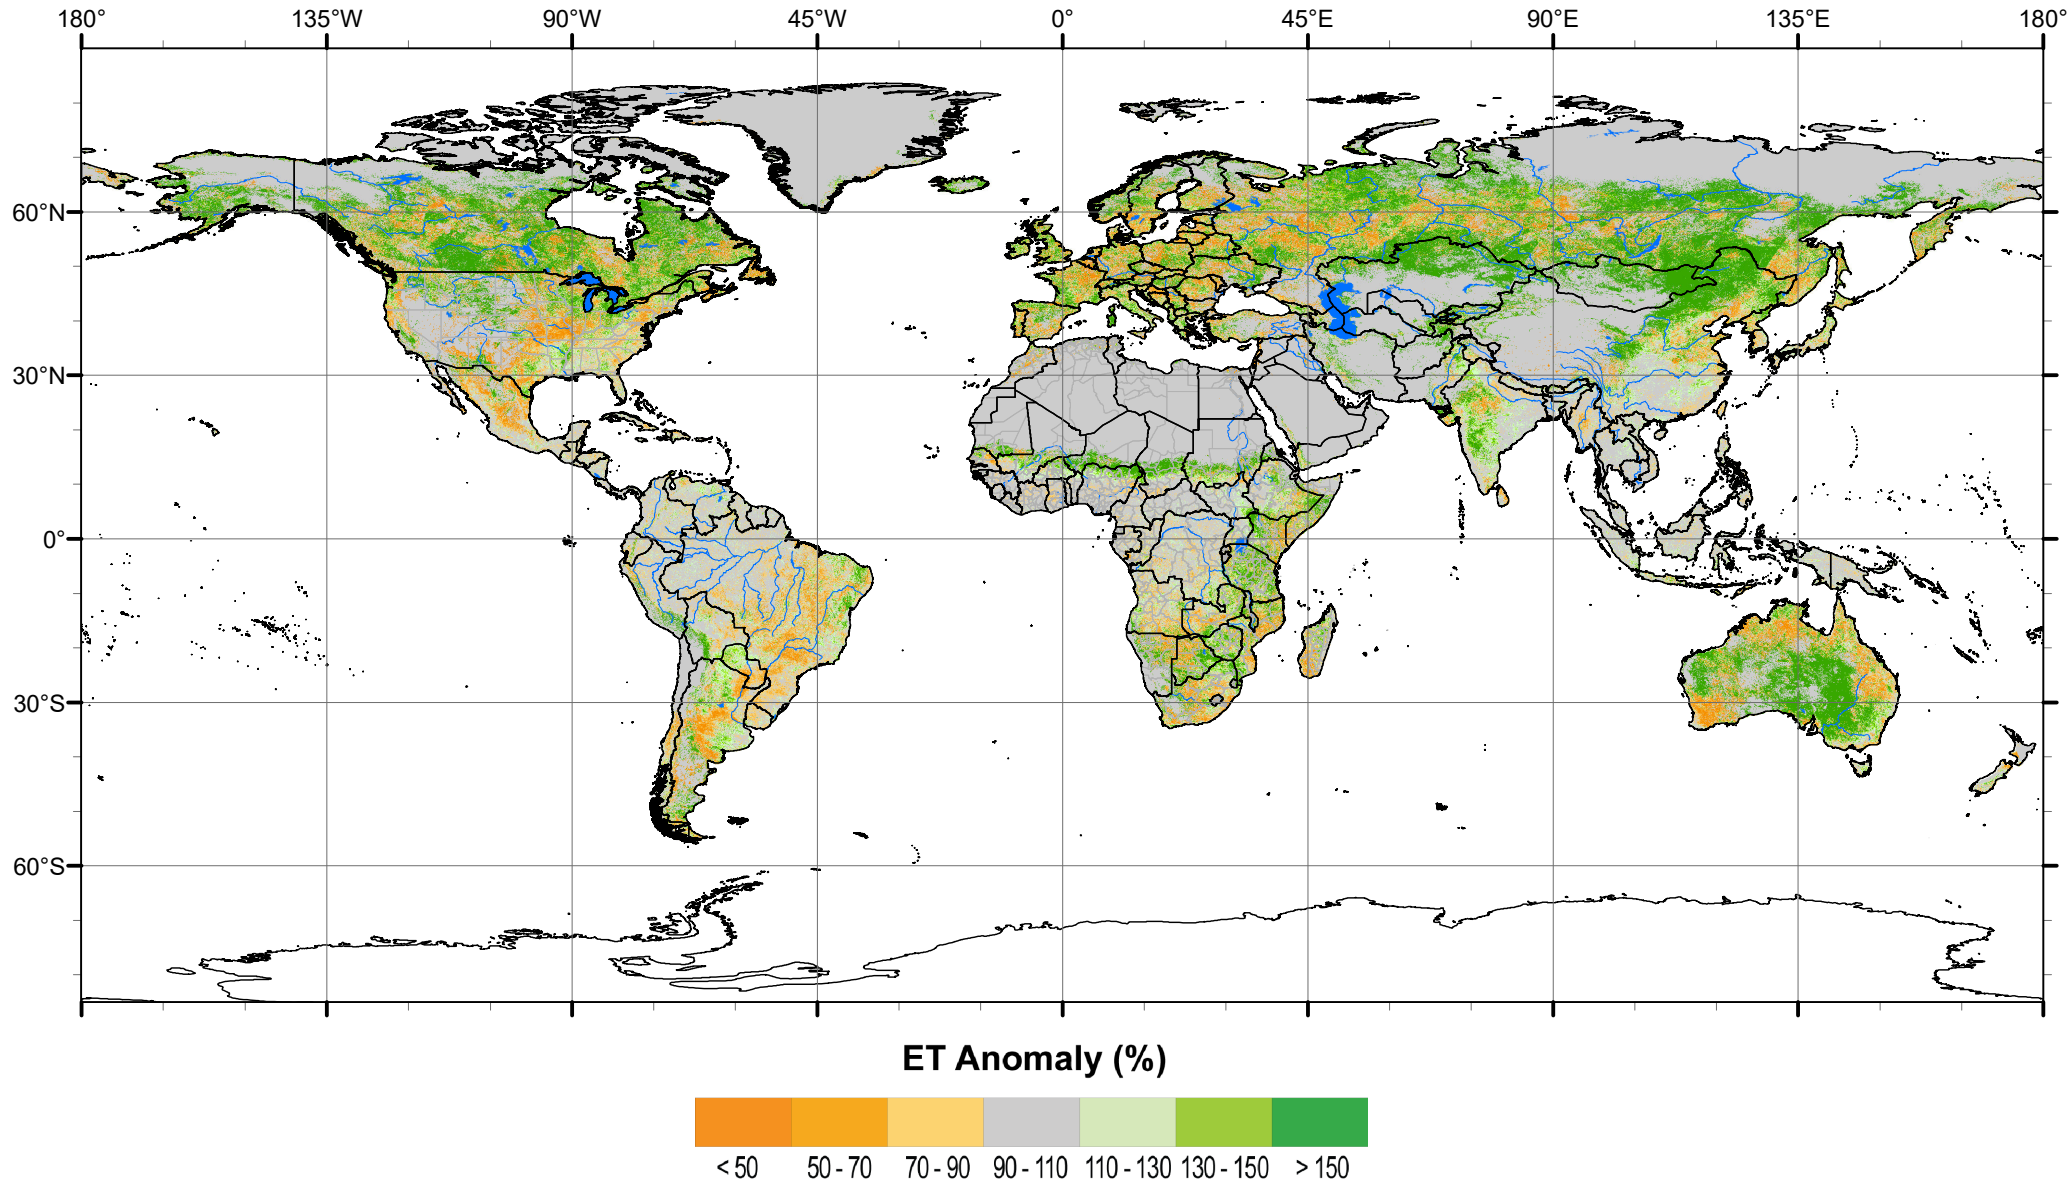 180° 135°W 90°W 45°W 0° 45°E 90°E 135°E 180°
60°N
30°N
0°
30°S
60°S
ET Anomaly (%)
< 50 50 - 70 70 - 90 90 - 110 110 - 130 130 - 150 > 150